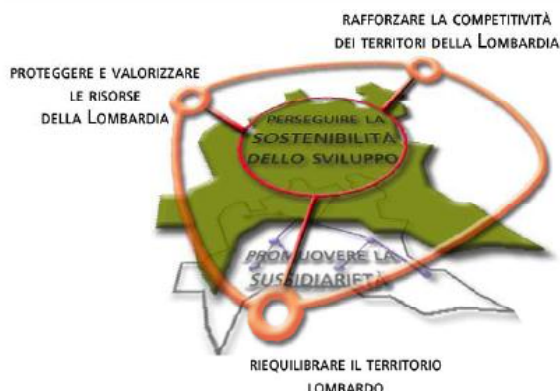 RAFFORZARE LA COMPETITIVITÀ
DEI TERRITORI DELLA LOMBARDIA
PROTEGGERE E VALORIZZARE
LE RISORSE
DELLA LOMBARDIA
PERSEGUIRE LA
SOSTENIBILITÀ
DELLO SVILUPPO
PROMUOVERE LA
SUSSIDIARIETÀ
RIEQUILIBRARE IL TERRITORIO
LOMBARDO